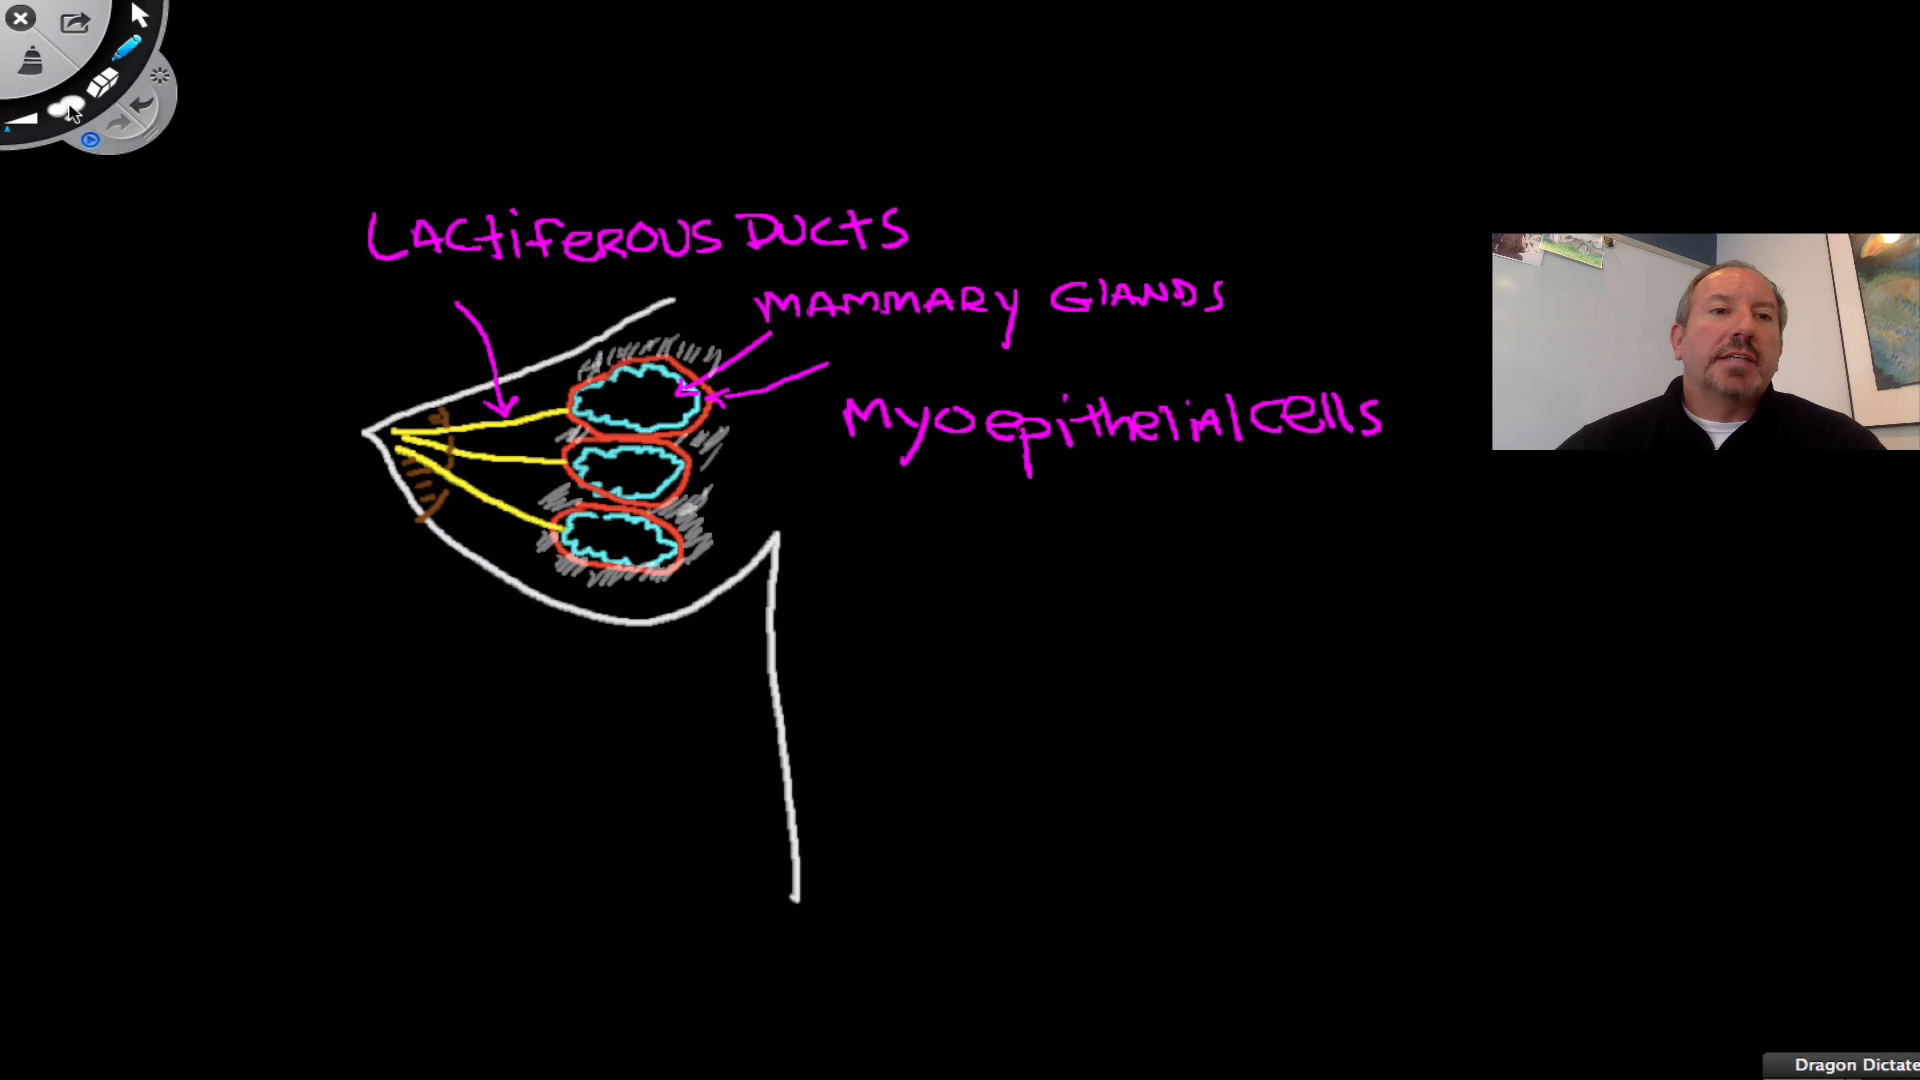 LACTIFEROUS DUCTS
MAMMARY GLANDS
Myoepithelial cells
Dragon Dictate